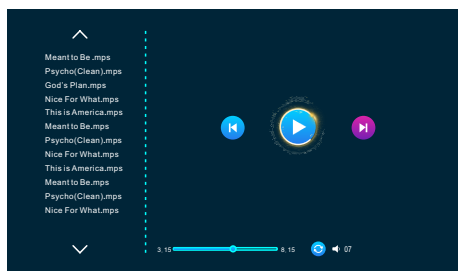 Meant to Be .mps
Psycho(Clean).mps
God's Plan.mps
Nice For What.mps
This is America.mps
Meant to Be.mps
Psycho(Clean).mps
Nice For What.mps
This is America.mps
Meant to Be.mps
Psycho(Clean).mps
Nice For What.mps
3,15 8,15 07